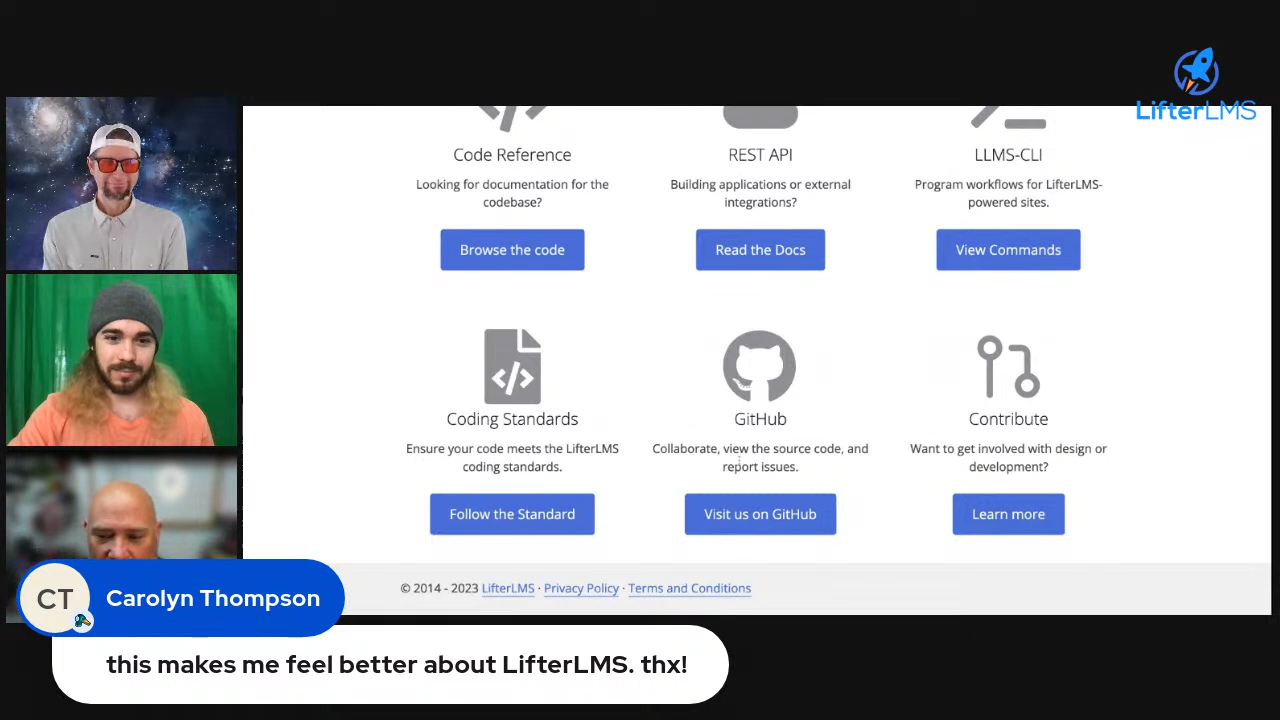 LifterLMS
Code Reference
Looking for documentation for the
codebase?
Browse the code
REST API
Building applications or external
integrations?
Read the Docs
LLMS-CLI
Program workflows for LifterLMS-
powered sites.
View Commands
Coding Standards
Ensure your code meets the LifterLMS
coding standards.
Follow the Standard
GitHub
Collaborate, view the source code, and
report issues.
Visit us on GitHub
Contribute
Want to get involved with design or
development?
Learn more
© 2014 - 2023 LifterLMS · Privacy Policy · Terms and Conditions
CT
Carolyn Thompson
this makes me feel better about LifterLMS. thx!